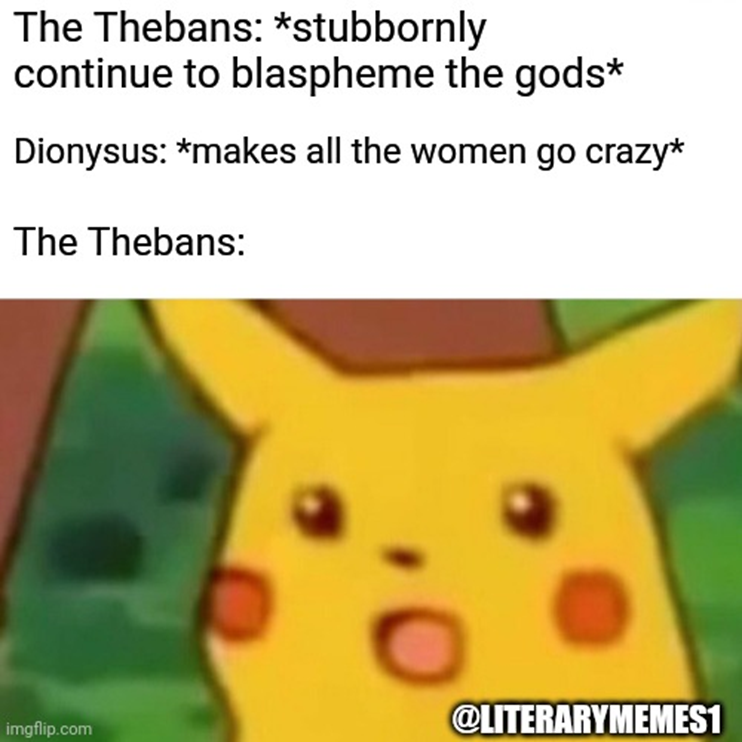 The Thebans: *stubbornly
continue to blaspheme the gods*
Dionysus: *makes all the women go crazy*
The Thebans:
@LITERARYMEMES1
imgflip.com